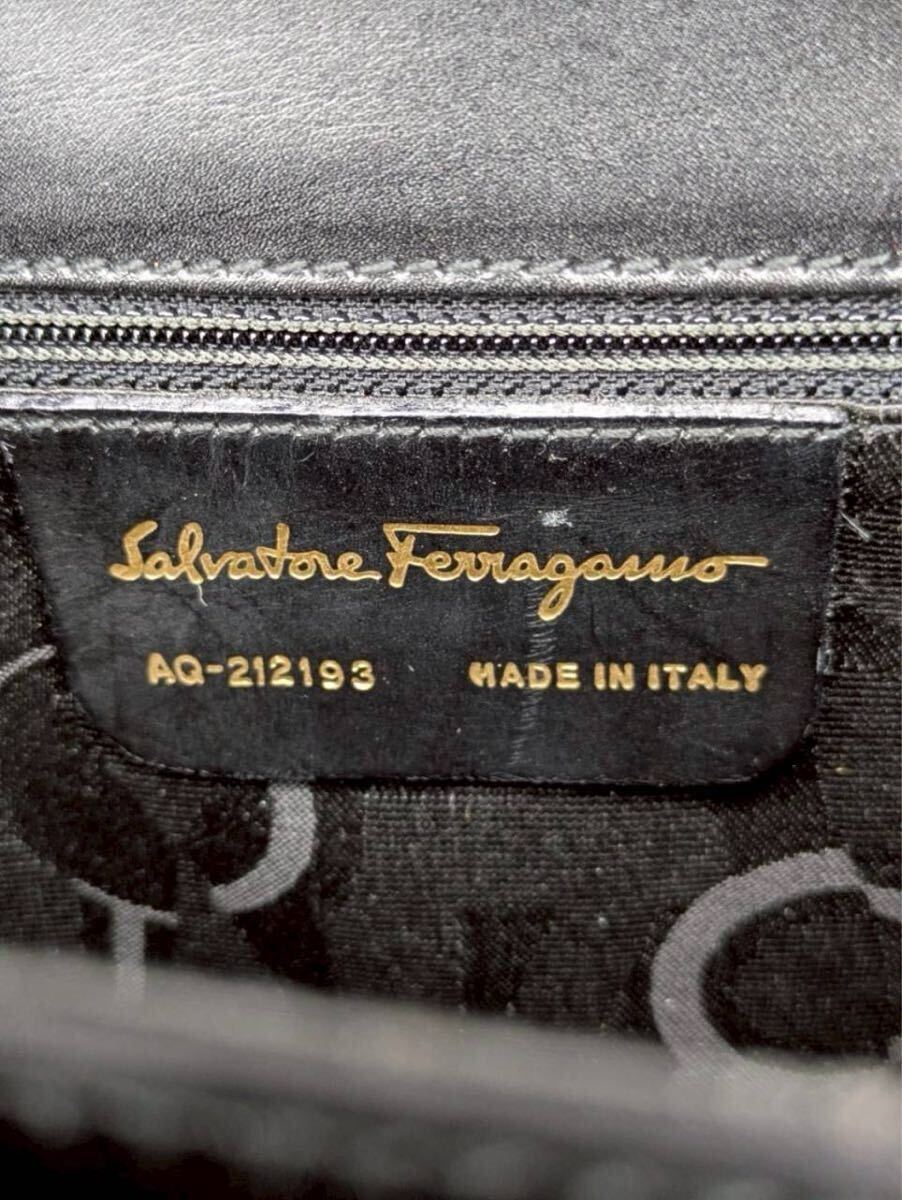 Salvatore Ferragamo
AQ-212193 MADE IN ITALY